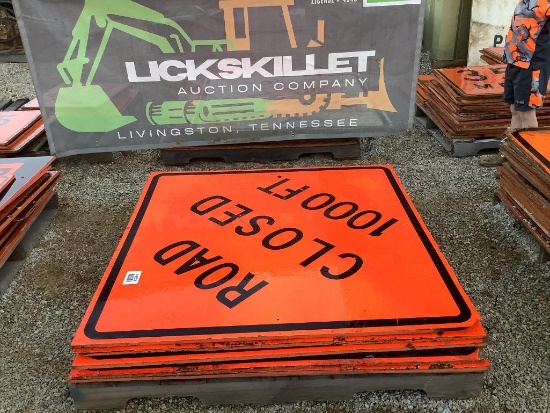 LICKSKILLET
AUCTION COMPANY
LIVINGSTON, TENNESSEE
ROAD
CLOSED
1000 FT.